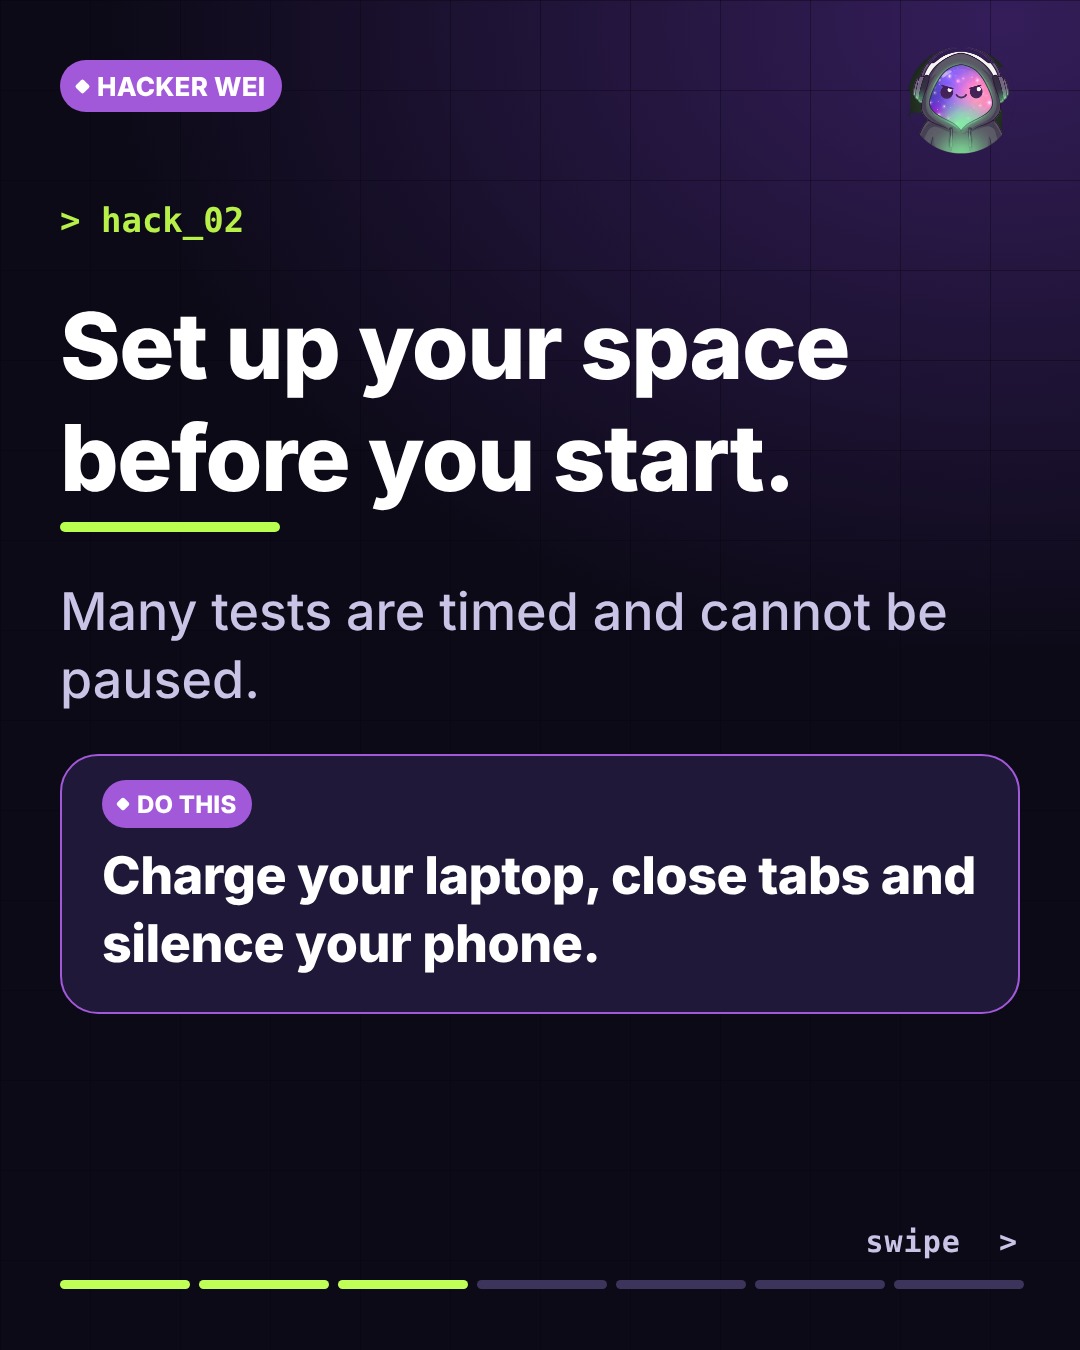 HACKER WEI
> hack_02
Set up your space
before you start.
Many tests are timed and cannot be
paused.
DO THIS
Charge your laptop, close tabs and
silence your phone.
swipe >